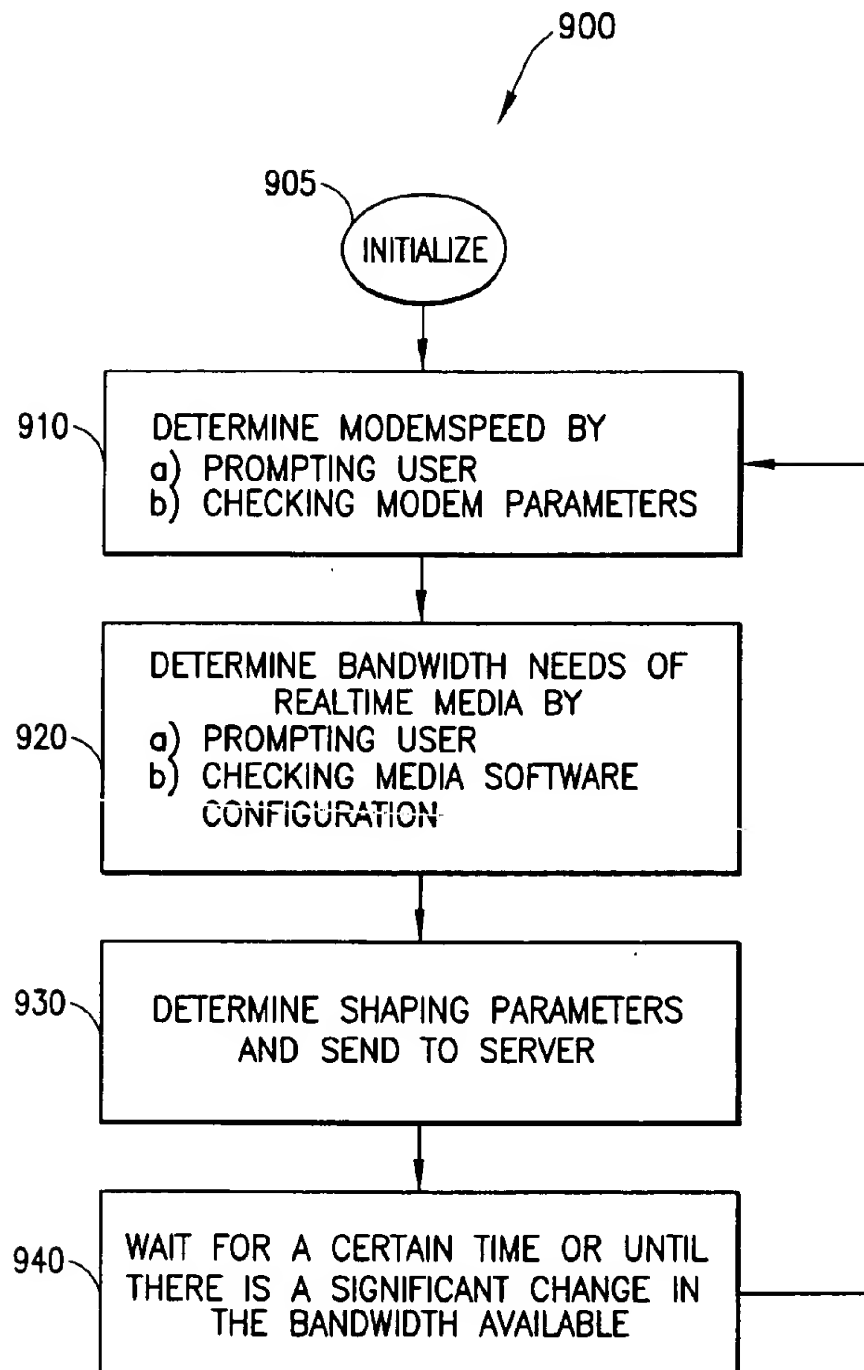 900
905
INITIALIZE
910
DETERMINE MODEMSPEED BY
a) PROMPTING USER
b) CHECKING MODEM PARAMETERS
920
DETERMINE BANDWIDTH NEEDS OF
REALTIME MEDIA BY
a) PROMPTING USER
b) CHECKING MEDIA SOFTWARE
CONFIGURATION
930
DETERMINE SHAPING PARAMETERS
AND SEND TO SERVER
940
WAIT FOR A CERTAIN TIME OR UNTIL
THERE IS A SIGNIFICANT CHANGE IN
THE BANDWIDTH AVAILABLE